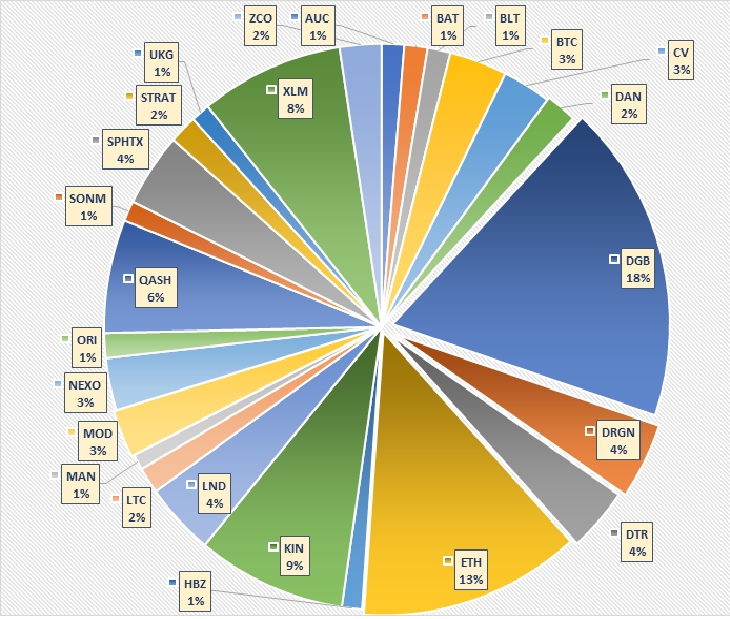 ZCO
2%
AUC
1%
BAT
1%
BLT
1%
BTC
3%
CV
3%
DAN
2%
DGB
18%
DRGN
4%
DTR
4%
ETH
13%
HBZ
1%
KIN
9%
LND
4%
LTC
2%
MAN
1%
MOD
3%
NEXO
3%
ORI
1%
QASH
6%
SONM
1%
SPHTX
4%
STRAT
2%
UKG
1%
XLM
8%